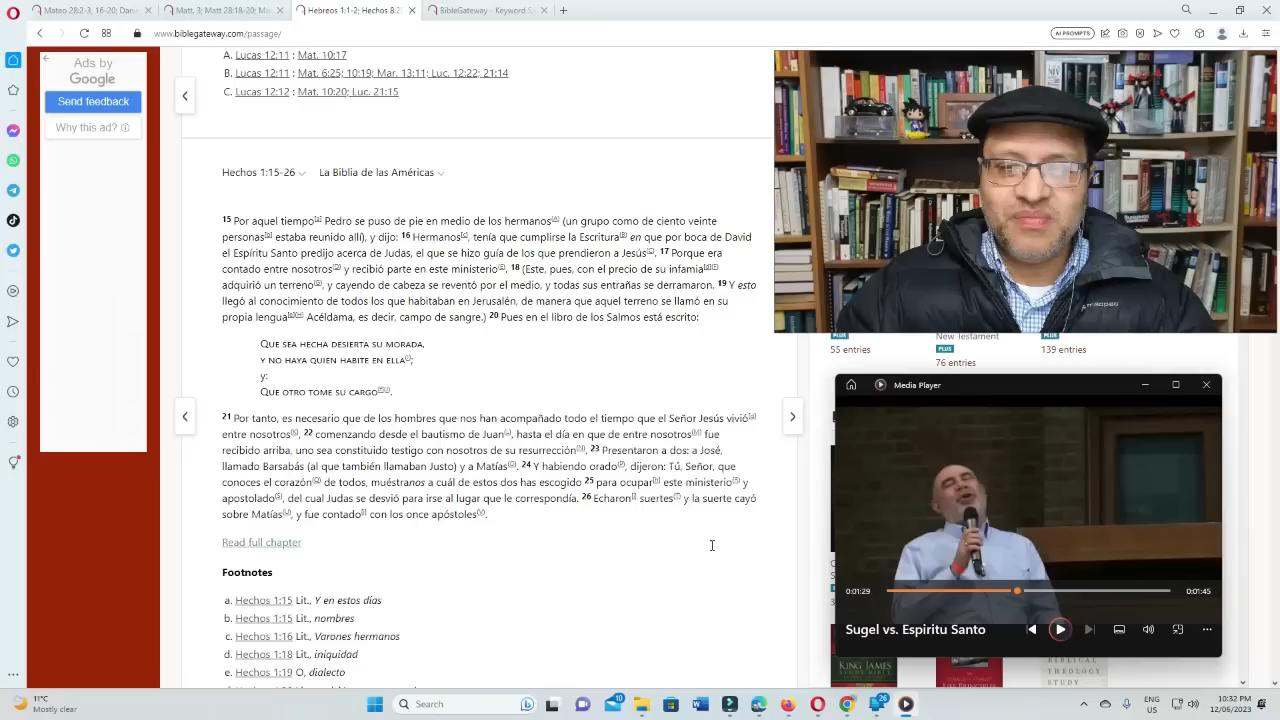 Mateo 28:2-3, 16-20; Danie
Matt. 3; Matt 28:18-20; Ma
Hebreos 1:1-2; Hechos 8:2
BibleGateway - Keyword S
www.biblegateway.com/passage/
AI PROMPTS
Ads by
Google
Send feedback
Why this ad?
A. Lucas 12:11 : Mat. 10:17
B. Lucas 12:11 : Mat. 6:25; 10:19; Mar. 13:11; Luc. 12:22; 21:14
C. Lucas 12:12 : Mat. 10:20; Luc. 21:15
Hechos 1:15-26 La Biblia de las Américas
15 Por aquel tiempo[a] Pedro se puso de pie en medio de los hermanos[A] (un grupo como de ciento veinte
personas[b] estaba reunido allí), y dijo: 16 Hermanos[c], tenía que cumplirse la Escritura[B] en que por boca de David
el Espíritu Santo predijo acerca de Judas, el que se hizo guía de los que prendieron a Jesús[C]. 17 Porque era
contado entre nosotros[D] y recibió parte en este ministerio[E]. 18 (Este, pues, con el precio de su infamia[d][F]
adquirió un terreno[G], y cayendo de cabeza se reventó por el medio, y todas sus entrañas se derramaron. 19 Y esto
llegó al conocimiento de todos los que habitaban en Jerusalén, de manera que aquel terreno se llamó en su
propia lengua[e][H] Acéldama, es decir, campo de sangre.) 20 Pues en el libro de los Salmos está escrito:
Que sea hecha desierta su morada,
Y no haya quien habite en ella[I];
y:
Que otro tome su cargo[f][J].
21 Por tanto, es necesario que de los hombres que nos han acompañado todo el tiempo que el Señor Jesús vivió[g]
entre nosotros[K], 22 comenzando desde el bautismo de Juan[L], hasta el día en que de entre nosotros[M] fue
recibido arriba, uno sea constituido testigo con nosotros de su resurrección[N]. 23 Presentaron a dos: a José,
llamado Barsabás (al que también llamaban Justo) y a Matías[O]. 24 Y habiendo orado[P], dijeron: Tú, Señor, que
conoces el corazón[Q] de todos, muéstranos a cuál de estos dos has escogido 25 para ocupar[h] este ministerio[R] y
apostolado[S], del cual Judas se desvió para irse al lugar que le correspondía. 26 Echaron[i] suertes[T] y la suerte cayó
sobre Matías[U], y fue contado[j] con los once apóstoles[V].
Read full chapter
Footnotes
a. Hechos 1:15 Lit., Y en estos días
b. Hechos 1:15 Lit., nombres
c. Hechos 1:16 Lit., Varones hermanos
d. Hechos 1:18 Lit., iniquidad
e. Hechos 1:19 O, dialecto
PLUS
55 entries
New Testament
PLUS
76 entries
PLUS
139 entries
Media Player
0:01:29
0:01:45
Sugel vs. Espiritu Santo
KING JAMES
STUDY BIBLE
LIFE PRINCIPLES
BIBLICAL
THEOLOGY
STUDY
1°C
Mostly clear
Search
10
26
ENG
US
10:32 PM
12/06/2023